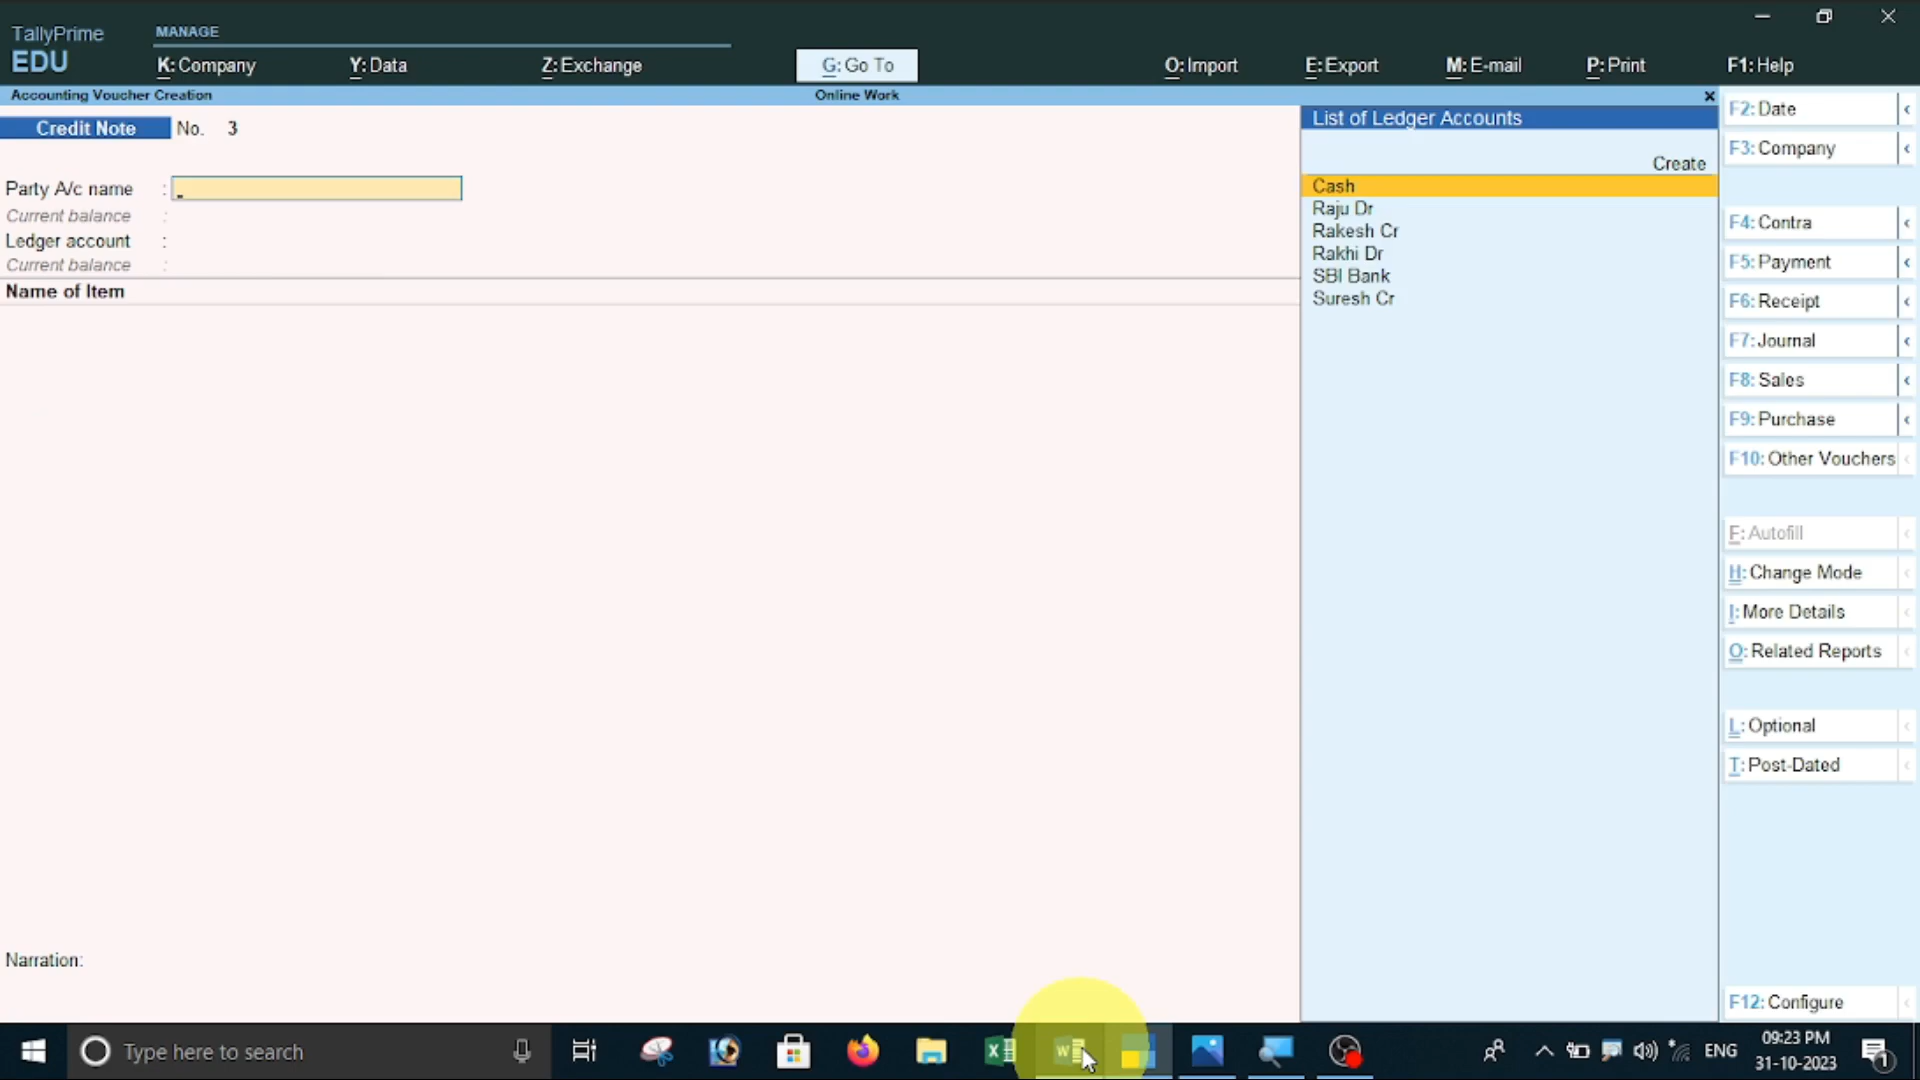 TallyPrime
EDU
MANAGE
K: Company
Y: Data
Z: Exchange
G: Go To
O: Import
E: Export
M: E-mail
P: Print
F1: Help
Accounting Voucher Creation
Online Work
Credit Note No. 3
Party A/c name :
Current balance :
Ledger account :
Current balance :
Name of Item
Narration:
List of Ledger Accounts
Create
Cash
Raju Dr
Rakesh Cr
Rakhi Dr
SBI Bank
Suresh Cr
F2: Date
F3: Company
F4: Contra
F5: Payment
F6: Receipt
F7: Journal
F8: Sales
F9: Purchase
F10: Other Vouchers
F: Autofill
H: Change Mode
I: More Details
O: Related Reports
L: Optional
T: Post-Dated
F12: Configure
Type here to search
ENG
09:23 PM
31-10-2023
1